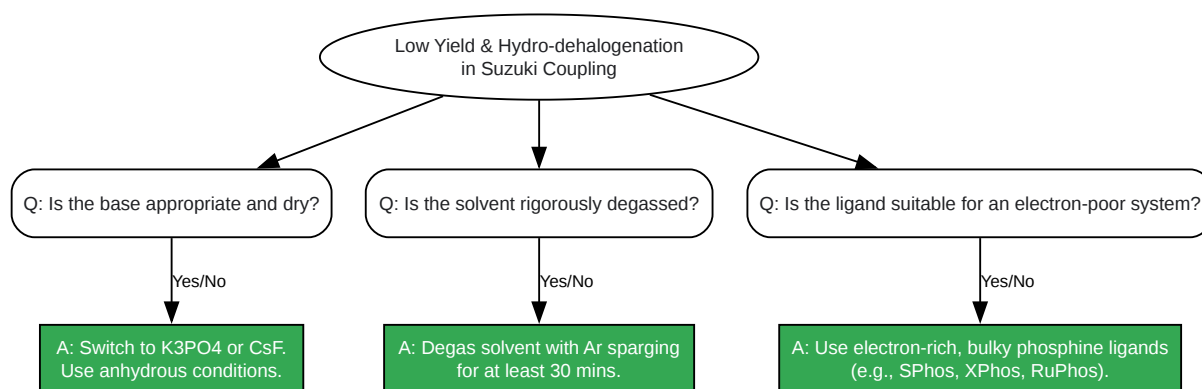 Low Yield & Hydro-dehalogenation
in Suzuki Coupling
Q: Is the base appropriate and dry?
Q: Is the solvent rigorously degassed?
Q: Is the ligand suitable for an electron-poor system?
Yes/No
Yes/No
Yes/No
A: Switch to K3PO4 or CsF.
Use anhydrous conditions.
A: Degas solvent with Ar sparging
for at least 30 mins.
A: Use electron-rich, bulky phosphine ligands
(e.g., SPhos, XPhos, RuPhos).